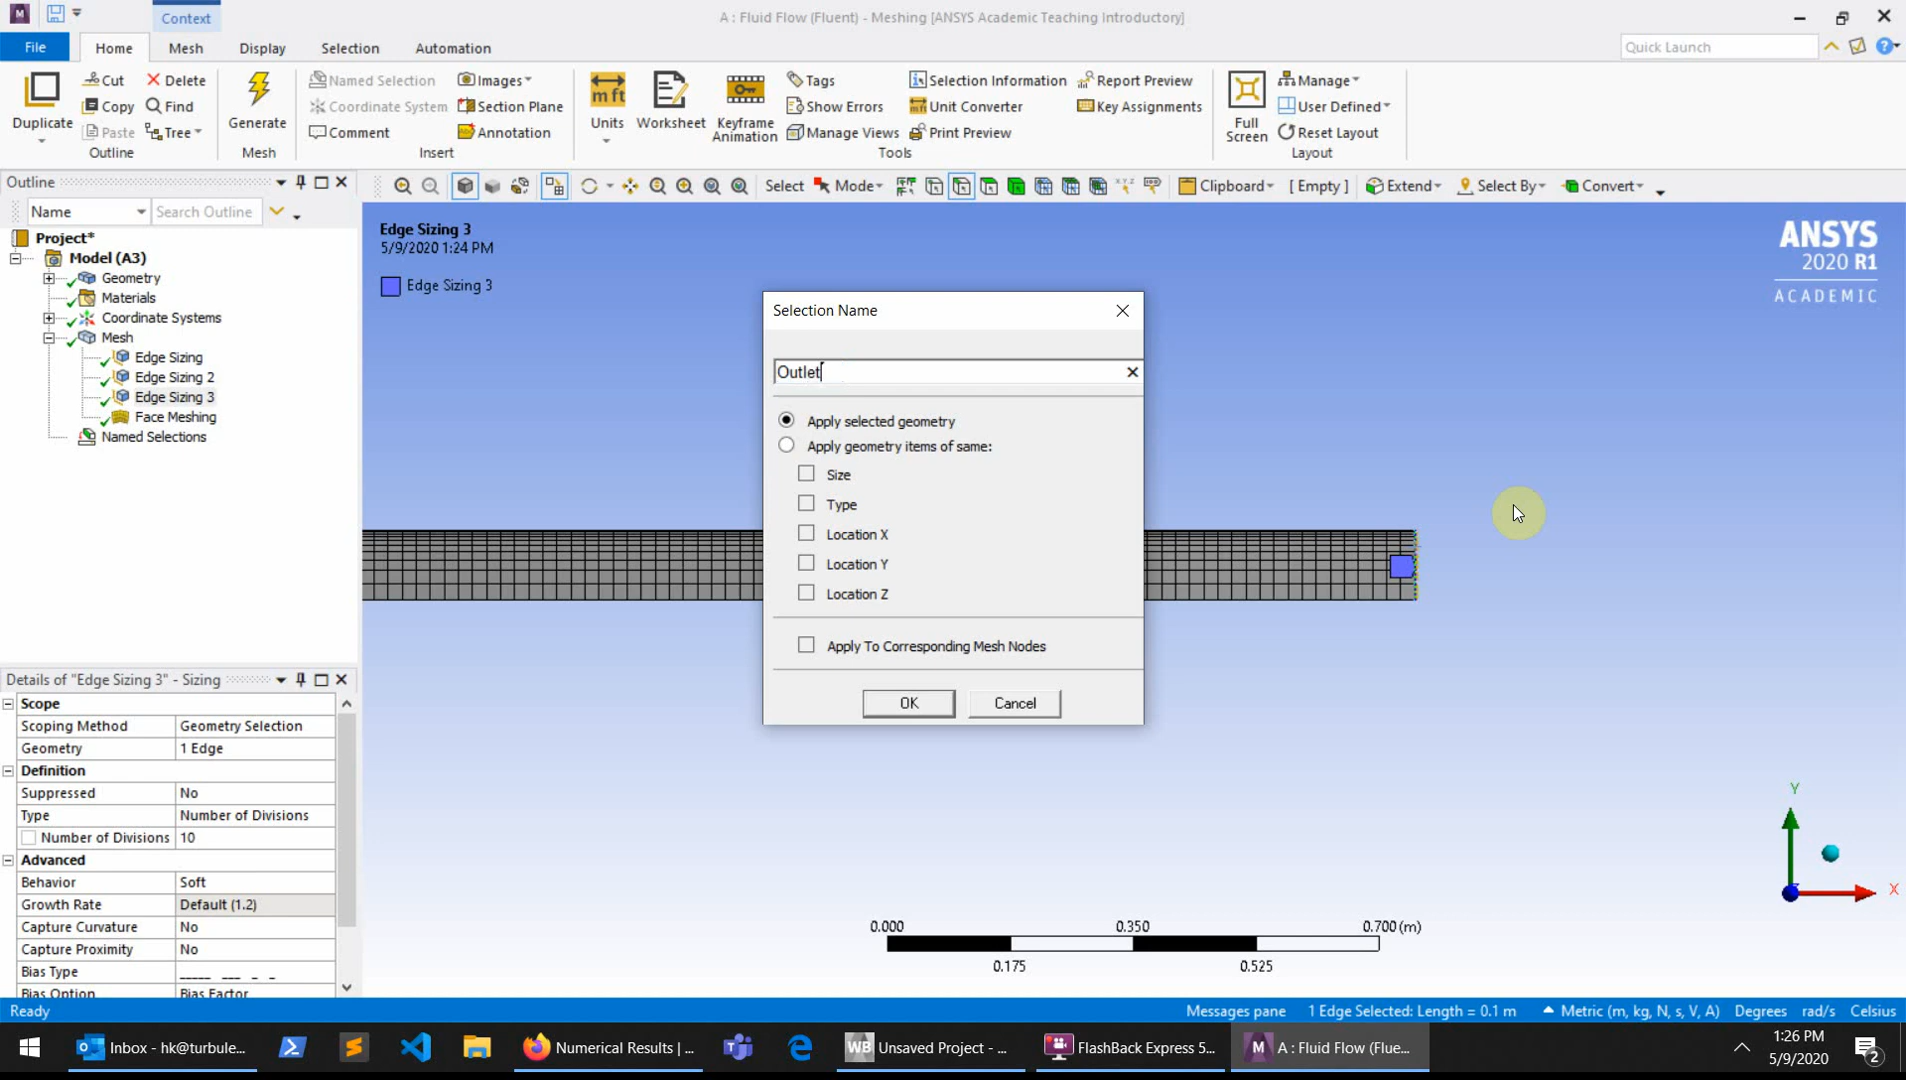 Context
A : Fluid Flow (Fluent) - Meshing [ANSYS Academic Teaching Introductory]
File
Home
Mesh
Display
Selection
Automation
Quick Launch
Duplicate
Cut
Copy
Paste
Delete
Find
Tree
Outline
Generate
Mesh
Named Selection
Coordinate System
Comment
Images
Section Plane
Annotation
Insert
Units
Worksheet
Keyframe
Animation
Tags
Show Errors
Manage Views
Selection Information
Unit Converter
Print Preview
Report Preview
Key Assignments
Tools
Full
Screen
Manage
User Defined
Reset Layout
Layout
Outline
Select
Mode
Clipboard
[ Empty ]
Extend
Select By
Convert
Name
Search Outline
Project*
Model (A3)
Geometry
Materials
Coordinate Systems
Mesh
Edge Sizing
Edge Sizing 2
Edge Sizing 3
Face Meshing
Named Selections
Edge Sizing 3
5/9/2020 1:24 PM
Edge Sizing 3
ANSYS
2020 R1
ACADEMIC
Selection Name
Outlet
Apply selected geometry
Apply geometry items of same:
Size
Type
Location X
Location Y
Location Z
Apply To Corresponding Mesh Nodes
OK
Cancel
Details of "Edge Sizing 3" - Sizing
Scope
Scoping Method Geometry Selection
Geometry 1 Edge
Definition
Suppressed No
Type Number of Divisions
Number of Divisions 10
Advanced
Behavior Soft
Growth Rate Default (1.2)
Capture Curvature No
Capture Proximity No
Bias Type
Bias Option Bias Factor
Y
X
0.000 0.350 0.700 (m)
0.175 0.525
Ready
Messages pane
1 Edge Selected: Length = 0.1 m
Metric (m, kg, N, s, V, A)
Degrees
rad/s
Celsius
Inbox - hk@turbule...
Numerical Results | ...
WB Unsaved Project - ...
FlashBack Express 5...
A : Fluid Flow (Flue...
1:26 PM
5/9/2020
2